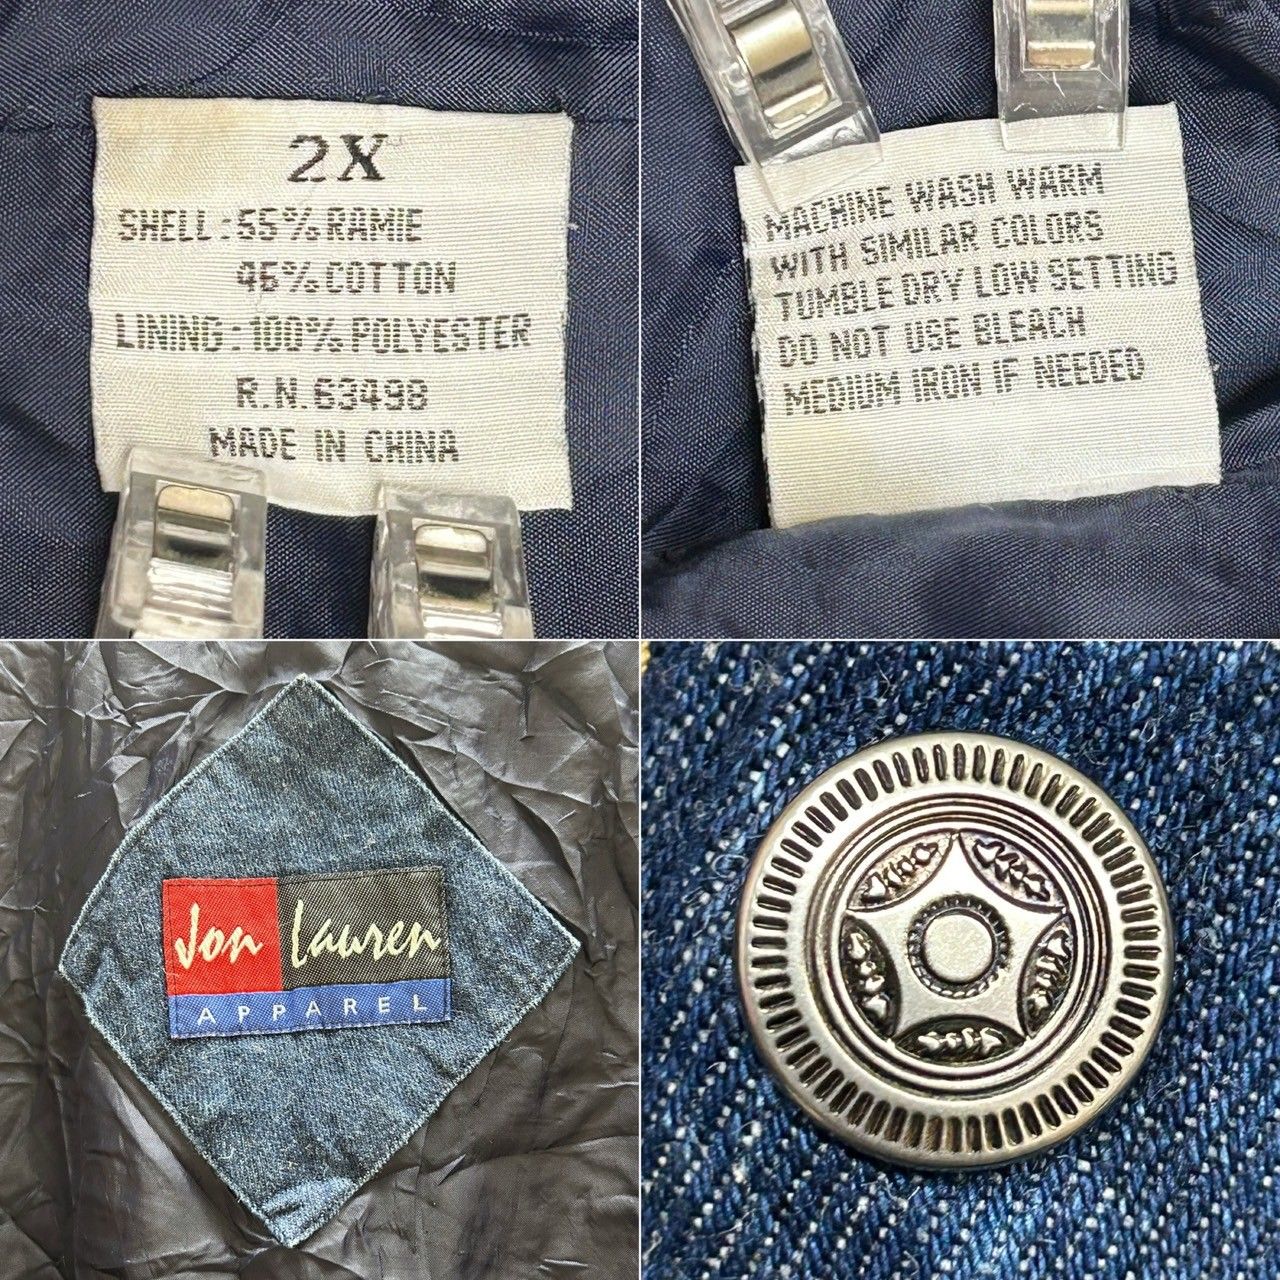 2X
SHELL: 55% RAMIE
46% COTTON
LINING: 100% POLYESTER
R.N. 63498
MADE IN CHINA
MACHINE WASH WARM
WITH SIMILAR COLORS
TUMBLE DRY LOW SETTING
DO NOT USE BLEACH
MEDIUM IRON IF NEEDED
Jon Lauren
APPAREL